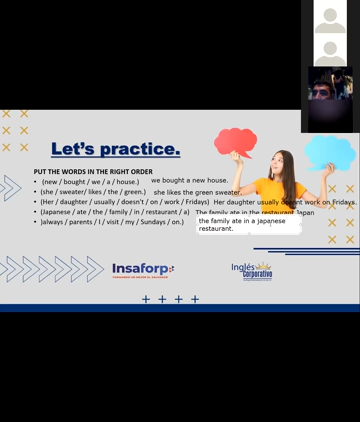 Let's practice.
PUT THE WORDS IN THE RIGHT ORDER
• (new / bought / we / a / house.) we bought a new house.
• (she / sweater/ likes / the / green.) she likes the green sweater.
• (Her / daughter / usually / doesn't / on / work / Fridays) Her daughter usually doesnt work on Fridays.
• (Japanese / ate / the / family / in / restaurant / a) The family ate in the restaurant Japan
the family ate in a japanese
• )always / parents / I / visit / my / Sundays / on.)
restaurant.
Insaforp
Inglés
Corporativo